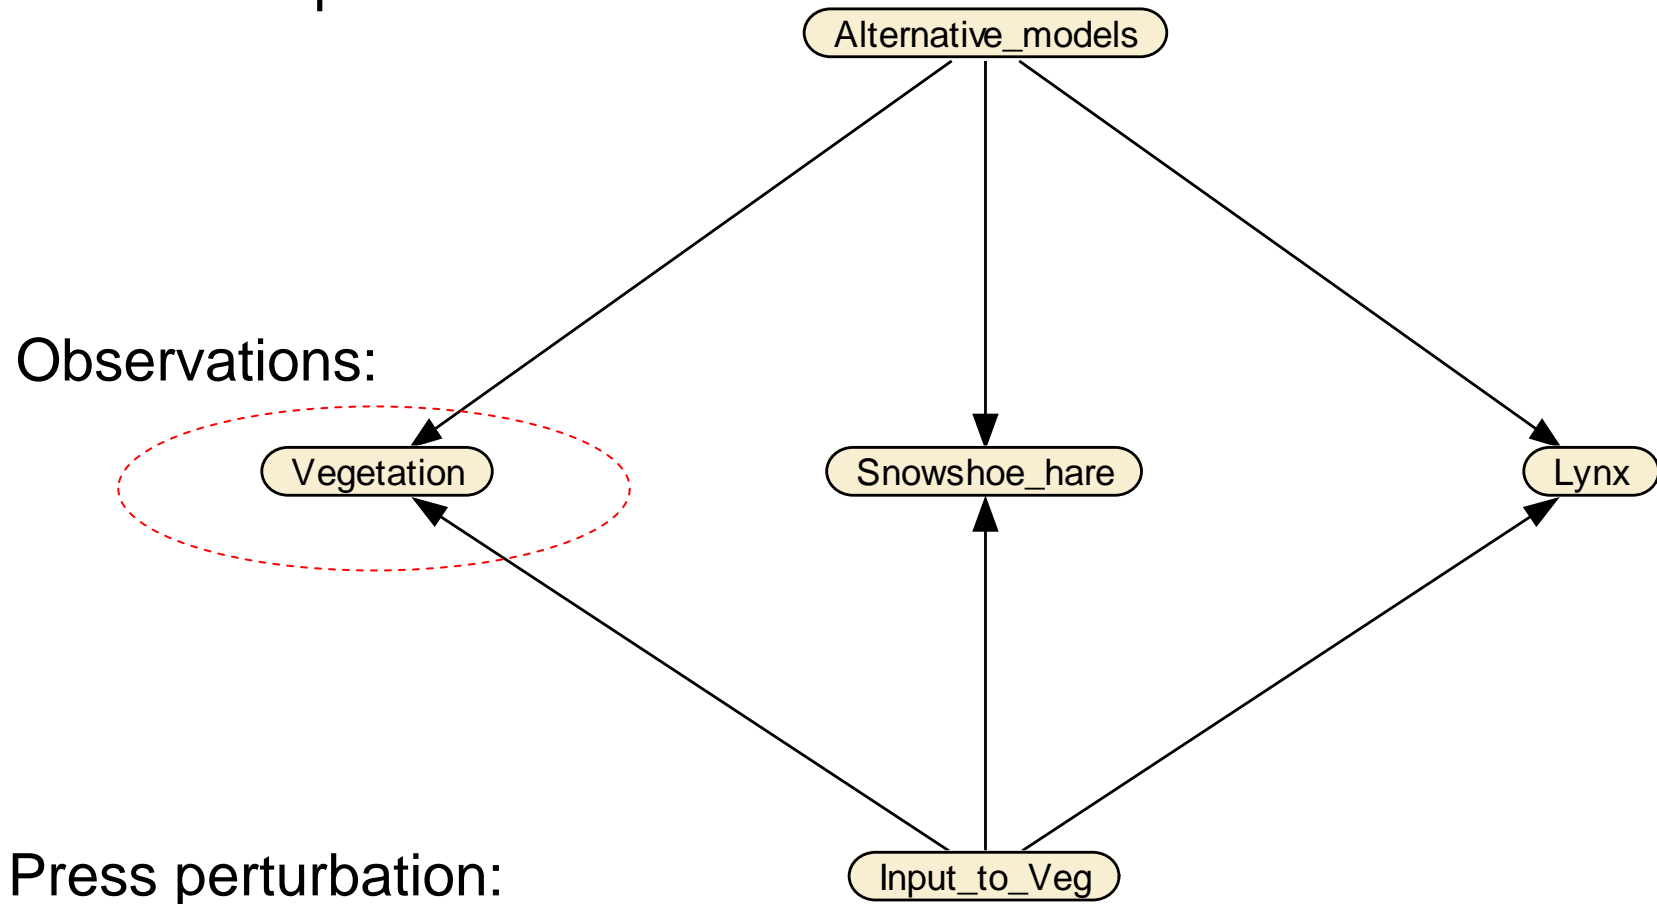 Alternative_models
Observations:
Vegetation
Snowshoe_hare
Lynx
Press perturbation:
Input_to_Veg